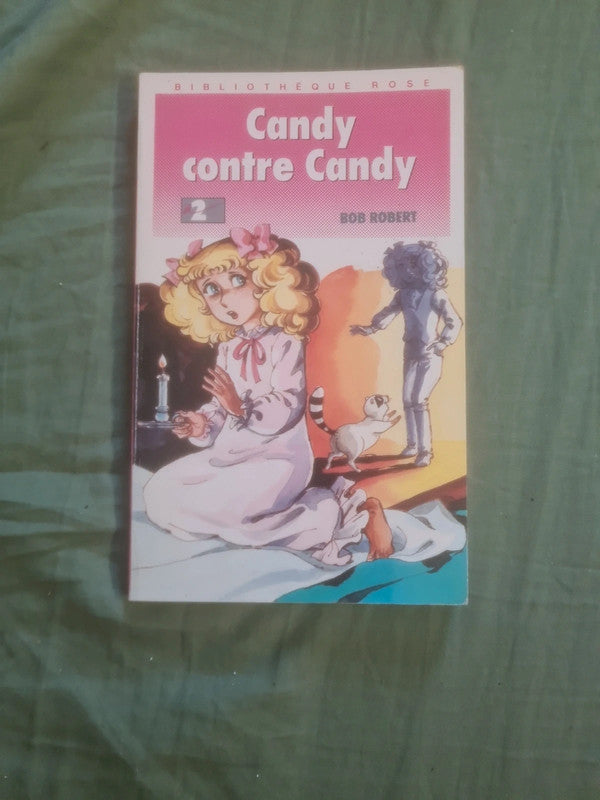 BIBLIOTHÈQUE ROSE
Candy
contre Candy
2
BOB ROBERT